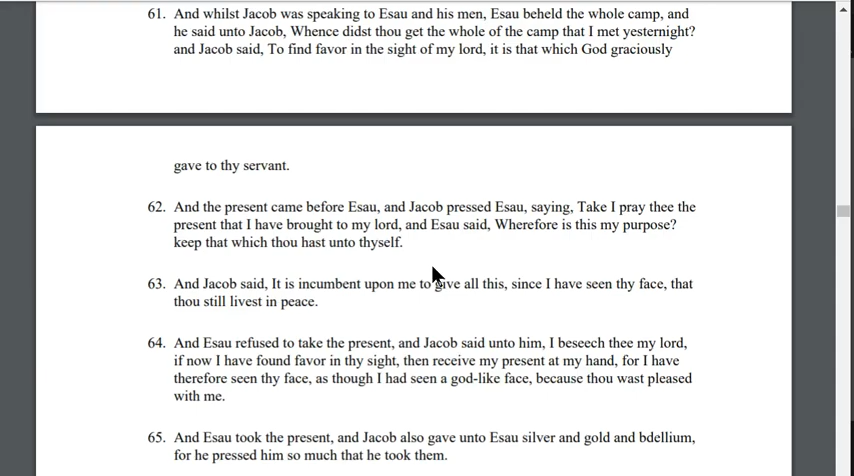 61. And whilst Jacob was speaking to Esau and his men, Esau beheld the whole camp, and
he said unto Jacob, Whence didst thou get the whole of the camp that I met yesternight?
and Jacob said, To find favor in the sight of my lord, it is that which God graciously
gave to thy servant.
62. And the present came before Esau, and Jacob pressed Esau, saying, Take I pray thee the
present that I have brought to my lord, and Esau said, Wherefore is this my purpose?
keep that which thou hast unto thyself.
63. And Jacob said, It is incumbent upon me to give all this, since I have seen thy face, that
thou still livest in peace.
64. And Esau refused to take the present, and Jacob said unto him, I beseech thee my lord,
if now I have found favor in thy sight, then receive my present at my hand, for I have
therefore seen thy face, as though I had seen a god-like face, because thou wast pleased
with me.
65. And Esau took the present, and Jacob also gave unto Esau silver and gold and bdellium,
for he pressed him so much that he took them.